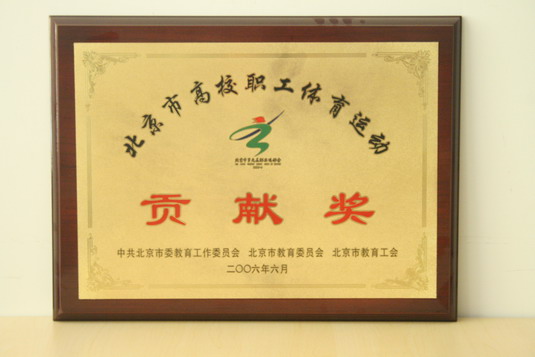 北京市高校职工体育运动
贡献奖
中共北京市委教育工作委员会 北京市教育委员会 北京市教育工会
二〇〇六年六月